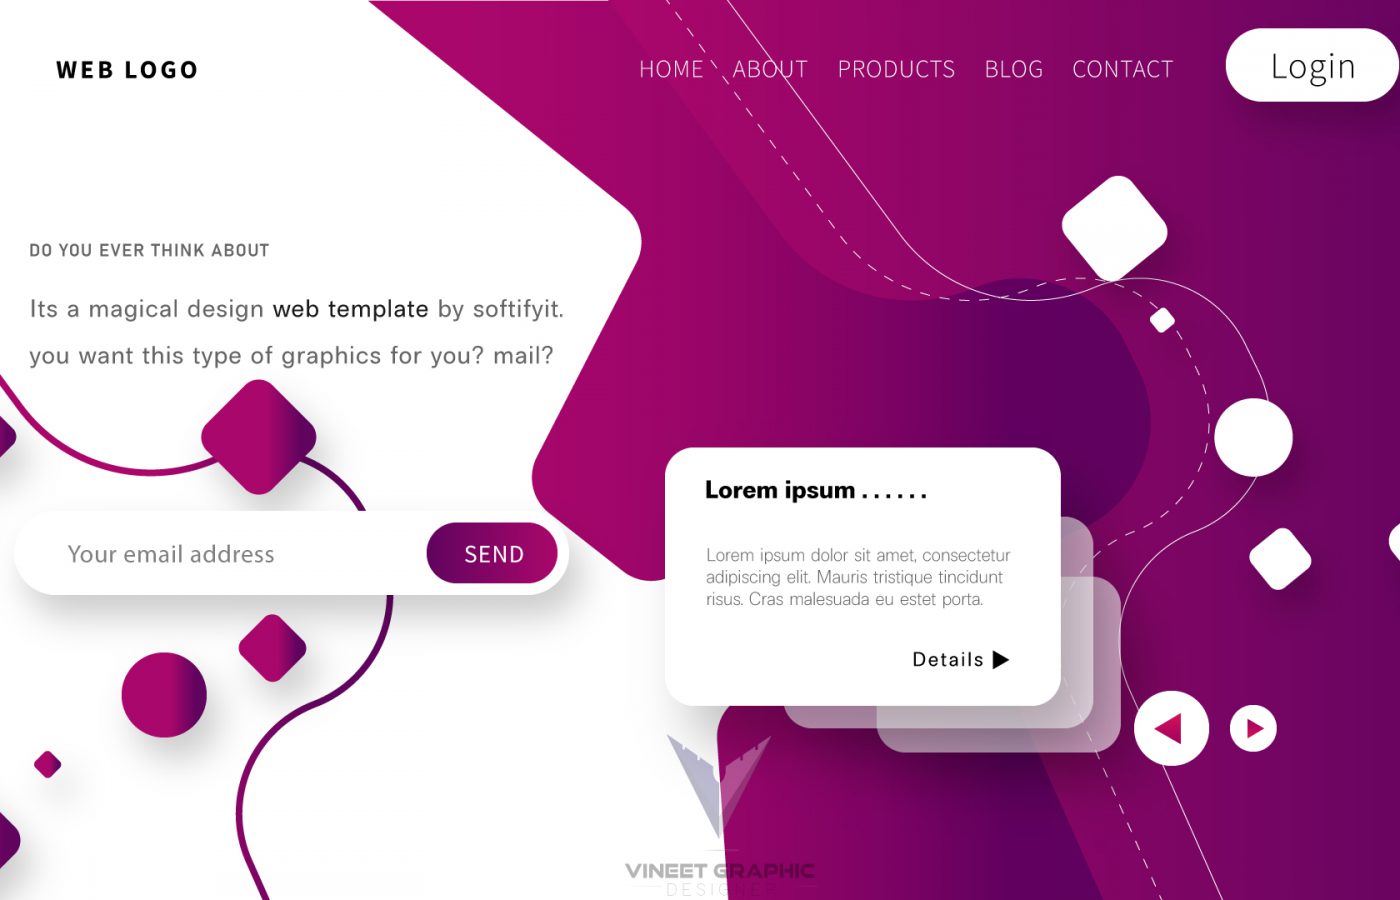 WEB LOGO
HOME ABOUT PRODUCTS BLOG CONTACT
Login
DO YOU EVER THINK ABOUT
Its a magical design web template by softifyit.
you want this type of graphics for you? mail?
Your email address
SEND
Lorem ipsum......
Lorem ipsum dolor sit amet, consectetur
adipiscing elit. Mauris tristique tincidunt
risus. Cras malesuada eu estet porta.
Details
VINEET GRAPHIC
DESIGNER